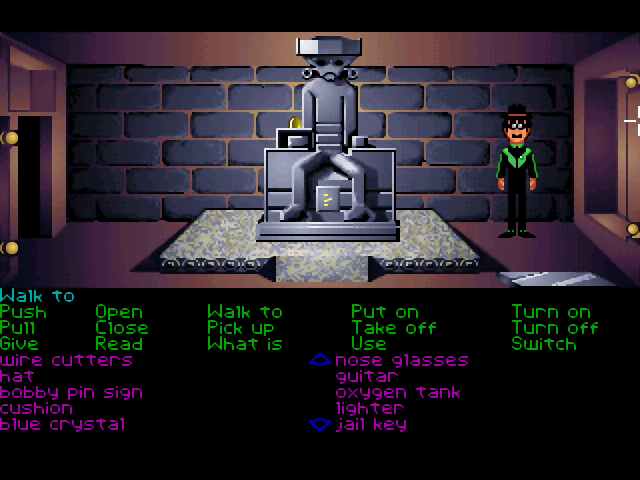 Walk to
Push Open Walk to Put on Turn on
Pull Close Pick up Take off Turn off
Give Read What is Use Switch
wire cutters nose glasses
hat guitar
bobby pin sign oxygen tank
cushion lighter
blue crystal jail key